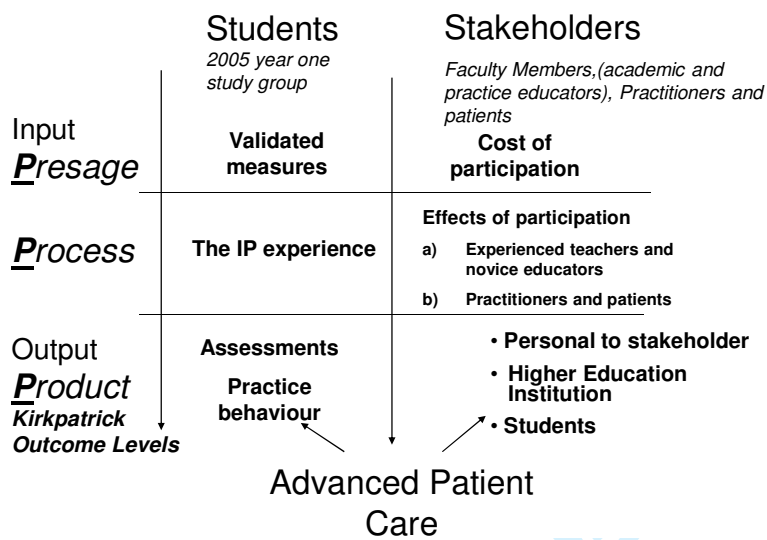 Students
2005 year one
study group
Stakeholders
Faculty Members,(academic and
practice educators), Practitioners and
patients
Input
Presage
Validated
measures
Cost of
participation
Process
The IP experience
Effects of participation
a) Experienced teachers and
novice educators
b) Practitioners and patients
Output
Product
Kirkpatrick
Outcome Levels
Assessments
Practice
behaviour
• Personal to stakeholder
• Higher Education
Institution
• Students
Advanced Patient
Care